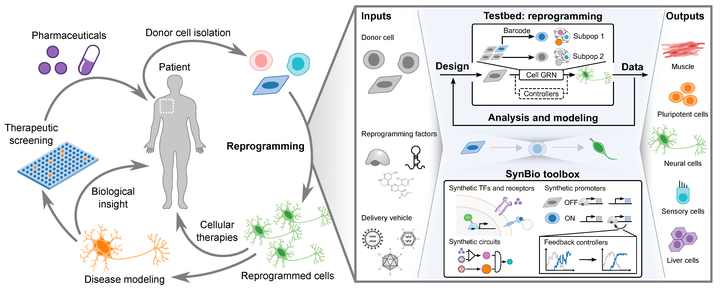 Pharmaceuticals
Donor cell isolation
Patient
Therapeutic
screening
Biological
insight
Reprogramming
Cellular
therapies
Disease modeling
Reprogrammed cells
Inputs
Donor cell
Reprogramming factors
Delivery vehicle
Testbed: reprogramming
Barcode
Subpop 1
Subpop 2
Design
Cell GRN
Controllers
Data
Analysis and modeling
SynBio toolbox
Synthetic TFs and receptors
Synthetic promoters
OFF
ON
Synthetic circuits
Feedback controllers
Outputs
Muscle
Pluripotent cells
Neural cells
Sensory cells
Liver cells